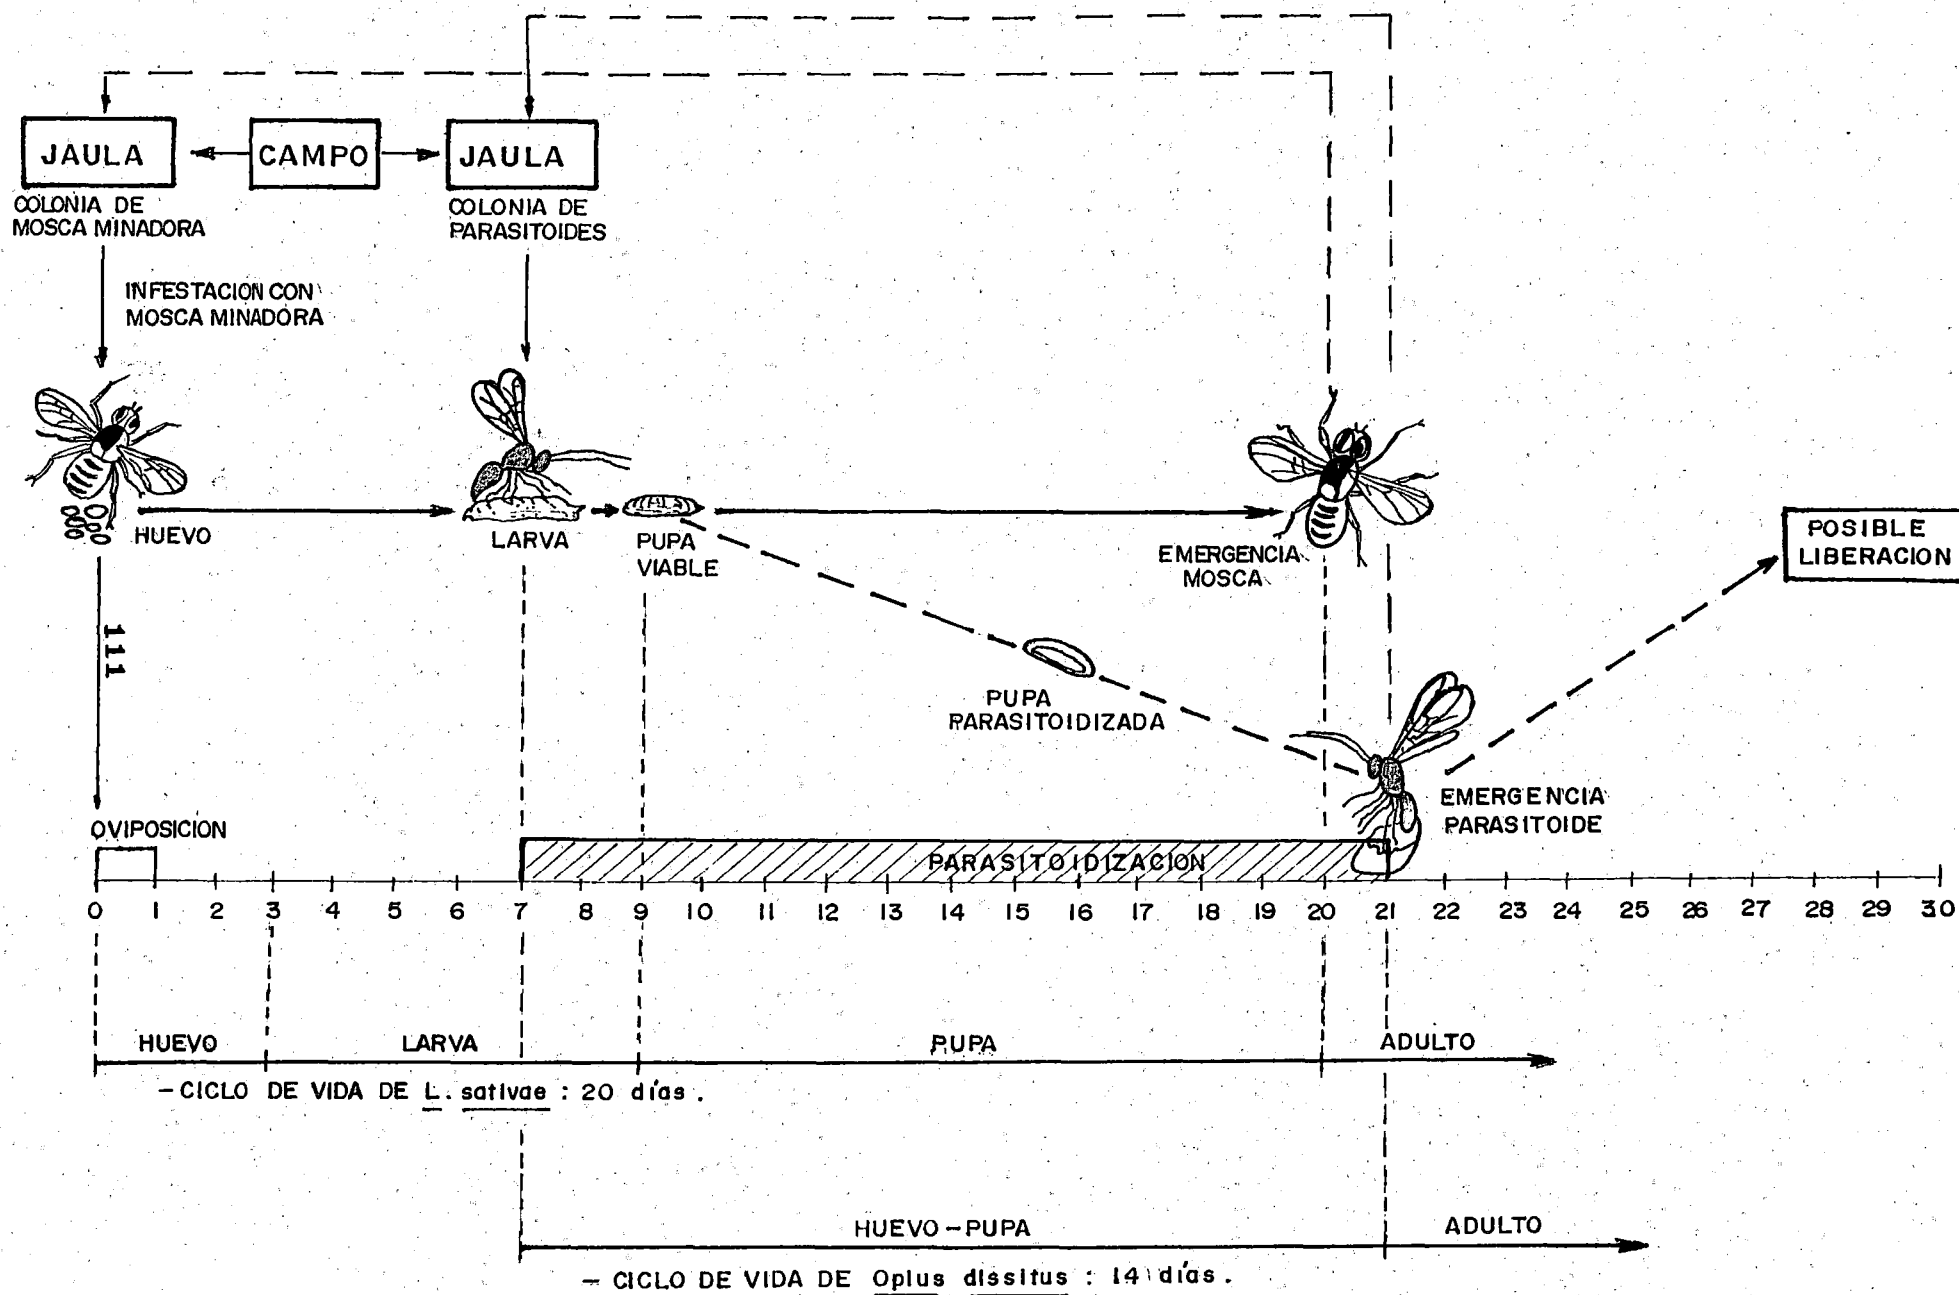 JAULA
CAMPO
JAULA
COLONIA DE
MOSCA MINADORA
COLONIA DE
PARASITOIDES
INFESTACION CON
MOSCA MINADORA
HUEVO
LARVA
PUPA
VIABLE
EMERGENCIA
MOSCA
POSIBLE
LIBERACION
111
PUPA
PARASITOIDIZADA
EMERGENCIA
PARASITOIDE
OVIPOSICION
PARASITOIDIZACION
0 1 2 3 4 5 6 7 8 9 10 11 12 13 14 15 16 17 18 19 20 21 22 23 24 25 26 27 28 29 30
HUEVO LARVA PUPA ADULTO
- CICLO DE VIDA DE L. sativae : 20 días .
HUEVO - PUPA ADULTO
- CICLO DE VIDA DE Opius dissitus : 14 días .